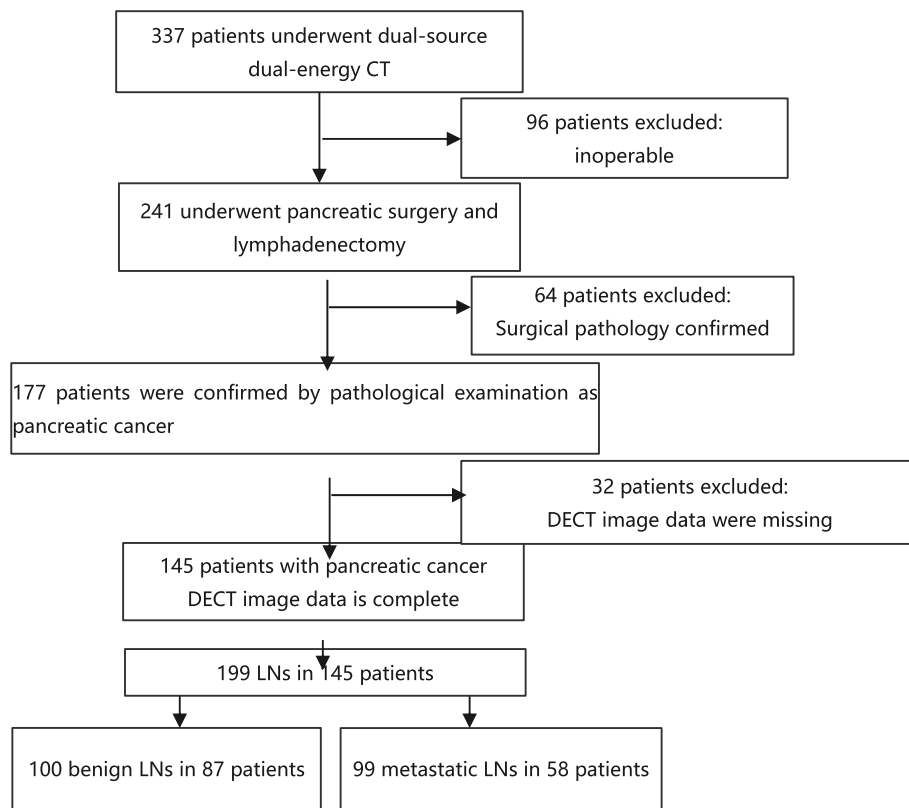 337 patients underwent dual-source
dual-energy CT
96 patients excluded:
inoperable
241 underwent pancreatic surgery and
lymphadenectomy
64 patients excluded:
Surgical pathology confirmed
177 patients were confirmed by pathological examination as
pancreatic cancer
32 patients excluded:
DECT image data were missing
145 patients with pancreatic cancer
DECT image data is complete
199 LNs in 145 patients
100 benign LNs in 87 patients
99 metastatic LNs in 58 patients